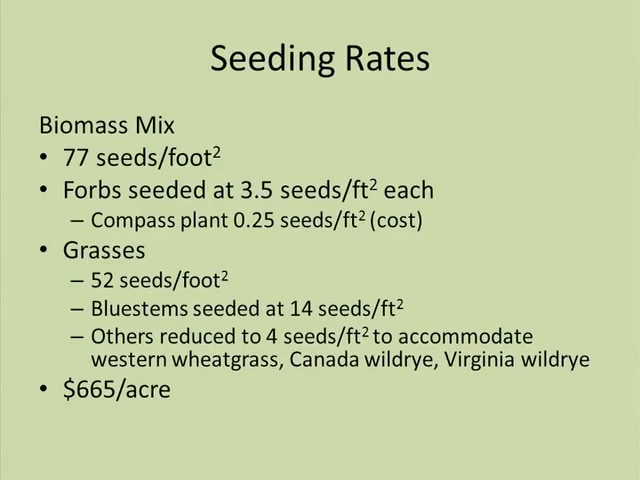 Seeding Rates
Biomass Mix
• 77 seeds/foot²
• Forbs seeded at 3.5 seeds/ft² each
– Compass plant 0.25 seeds/ft² (cost)
• Grasses
– 52 seeds/foot²
– Bluestems seeded at 14 seeds/ft²
– Others reduced to 4 seeds/ft² to accommodate
western wheatgrass, Canada wildrye, Virginia wildrye
• $665/acre